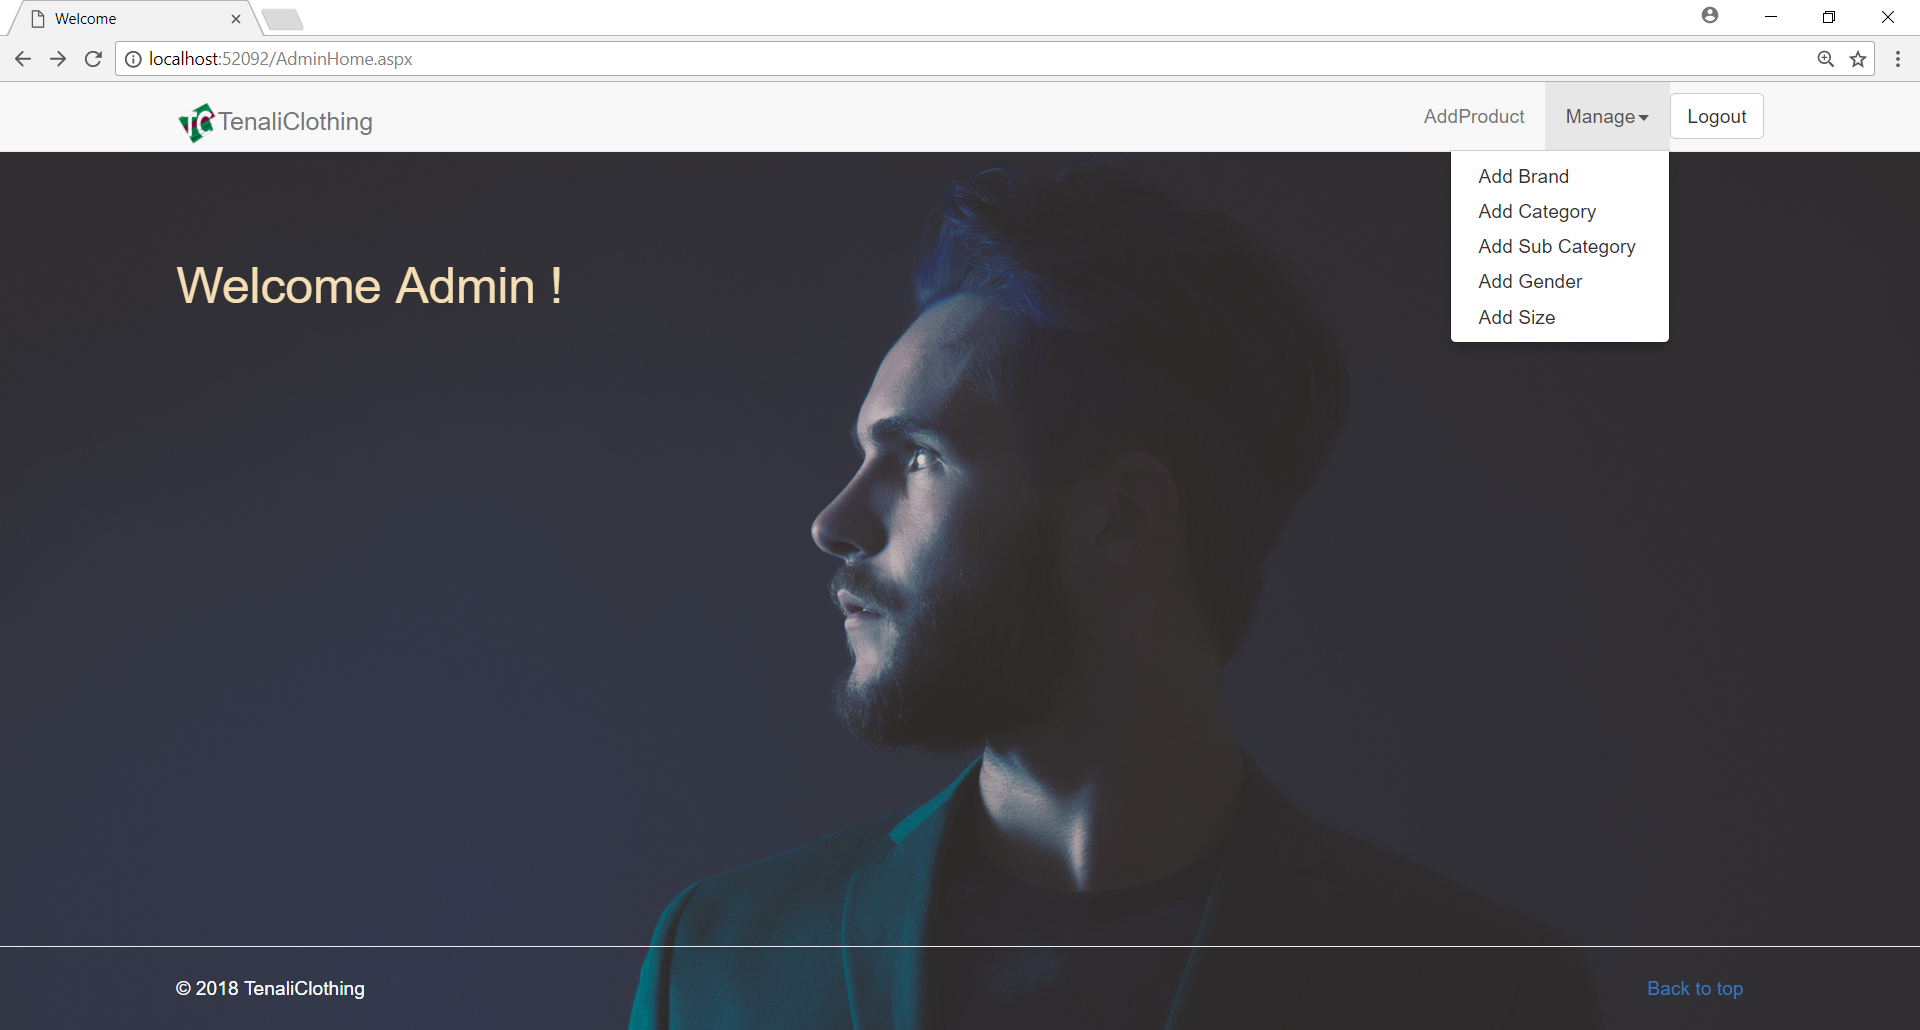 Welcome
localhost:52092/AdminHome.aspx
TenaliClothing
AddProduct
Manage
Logout
Add Brand
Add Category
Add Sub Category
Add Gender
Add Size
Welcome Admin !
© 2018 TenaliClothing
Back to top